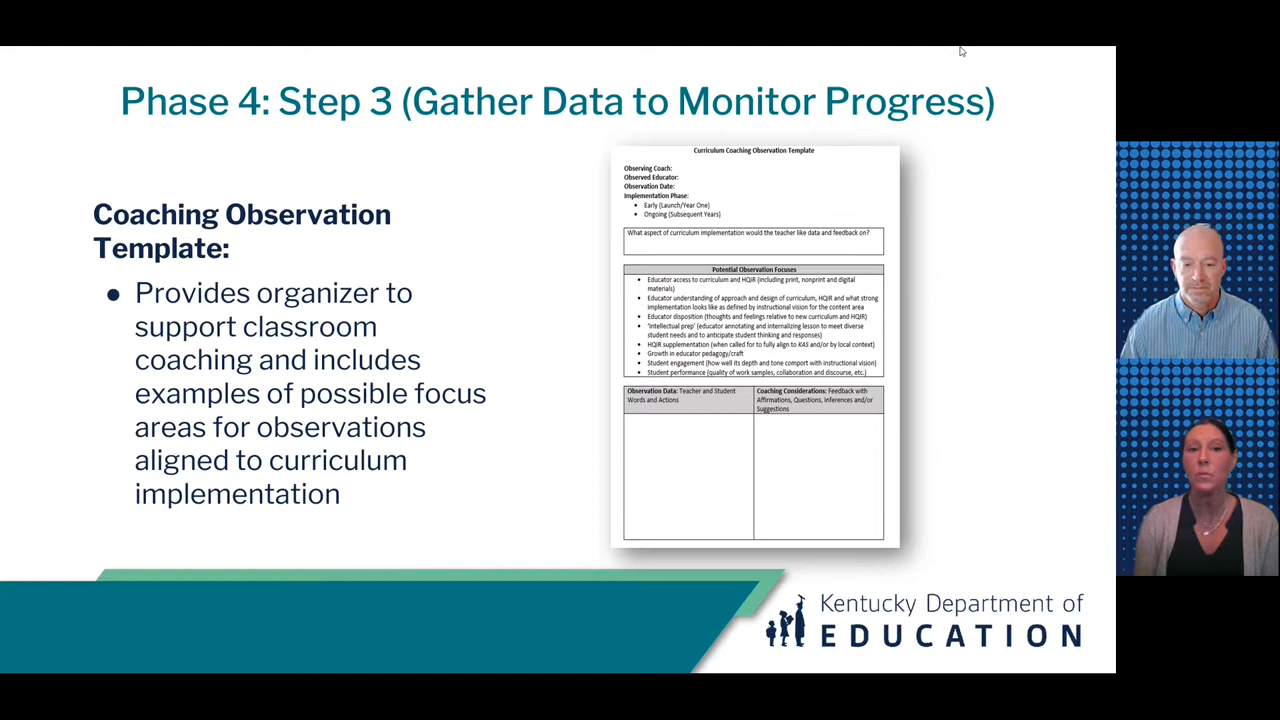 Phase 4: Step 3 (Gather Data to Monitor Progress)
Coaching Observation
Template:
● Provides organizer to
support classroom
coaching and includes
examples of possible focus
areas for observations
aligned to curriculum
implementation
Curriculum Coaching Observation Template
Observing Coach:
Observed Educator:
Observation Date:
Implementation Phase:
• Early (Launch/Year One)
• Ongoing (Subsequent Years)
What aspect of curriculum implementation would the teacher like data and feedback on?
Potential Observation Focuses
• Educator access to curriculum and HQIR (including print, nonprint and digital
materials)
• Educator understanding of approach and design of curriculum, HQIR and what strong
implementation looks like as defined by instructional vision for the content area
• Educator disposition (thoughts and feelings relative to new curriculum and HQIR)
• 'Intellectual prep' (educator annotating and internalizing lesson to meet diverse
student needs and to anticipate student thinking and responses)
• HQIR supplementation (when called for to fully align to KAS and/or by local context)
• Growth in educator pedagogy/craft
• Student engagement (how well its depth and tone comport with instructional vision)
• Student performance (quality of work samples, collaboration and discourse, etc.)
Observation Data: Teacher and Student
Words and Actions
Coaching Considerations: Feedback with
Affirmations, Questions, Inferences and/or
Suggestions
Kentucky Department of
EDUCATION